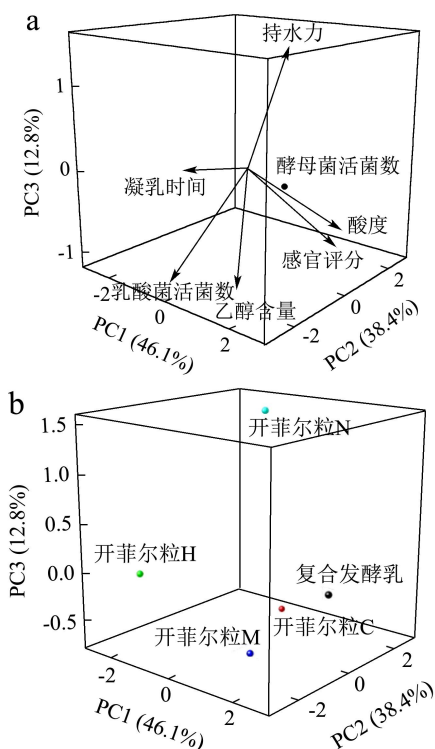 a
持水力
1
酵母菌活菌数
0
凝乳时间
PC3 (12.8%)
酸度
感官评分
-1
乳酸菌活菌数
乙醇含量
-2
0
2
PC1 (46.1%)
-2
0
2
PC2 (38.4%)
b
1.5
开菲尔粒N
1.0
0.5
PC3 (12.8%)
开菲尔粒H
0.0
复合发酵乳
-0.5
开菲尔粒M
开菲尔粒C
-2
0
2
PC1 (46.1%)
-2
0
2
PC2 (38.4%)